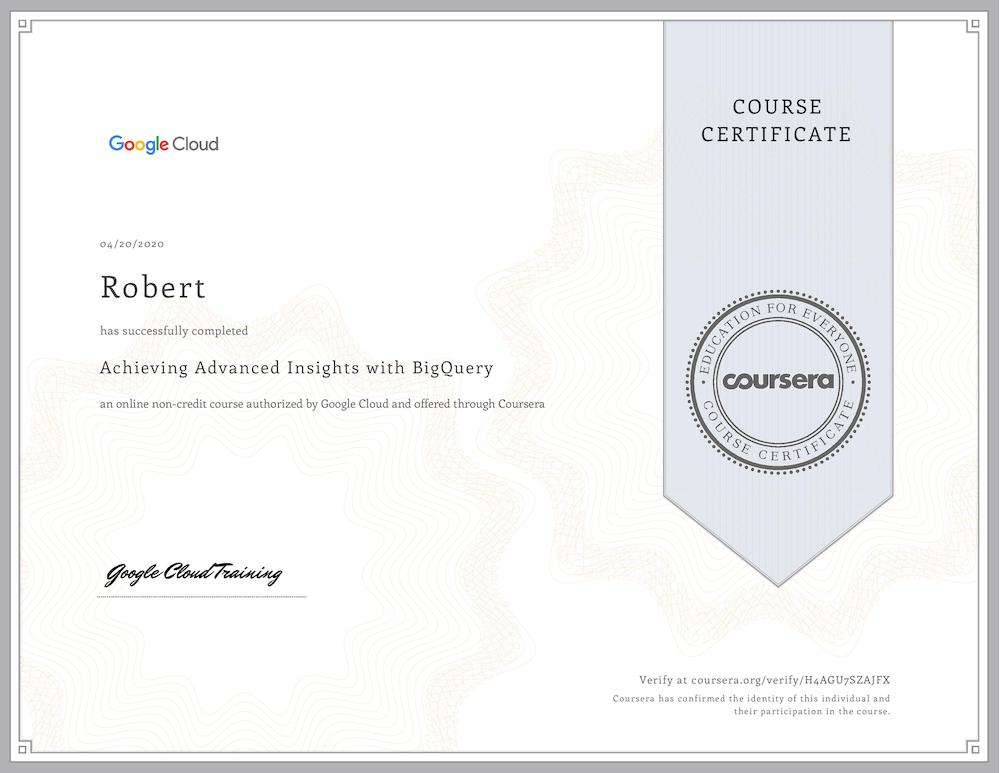 COURSE
CERTIFICATE
Google Cloud
04/20/2020
Robert
has successfully completed
Achieving Advanced Insights with BigQuery
an online non-credit course authorized by Google Cloud and offered through Coursera
EDUCATION FOR EVERYONE
coursera
COURSE CERTIFICATE
Google Cloud Training
Verify at coursera.org/verify/H4AGU7SZAJFX
Coursera has confirmed the identity of this individual and
their participation in the course.